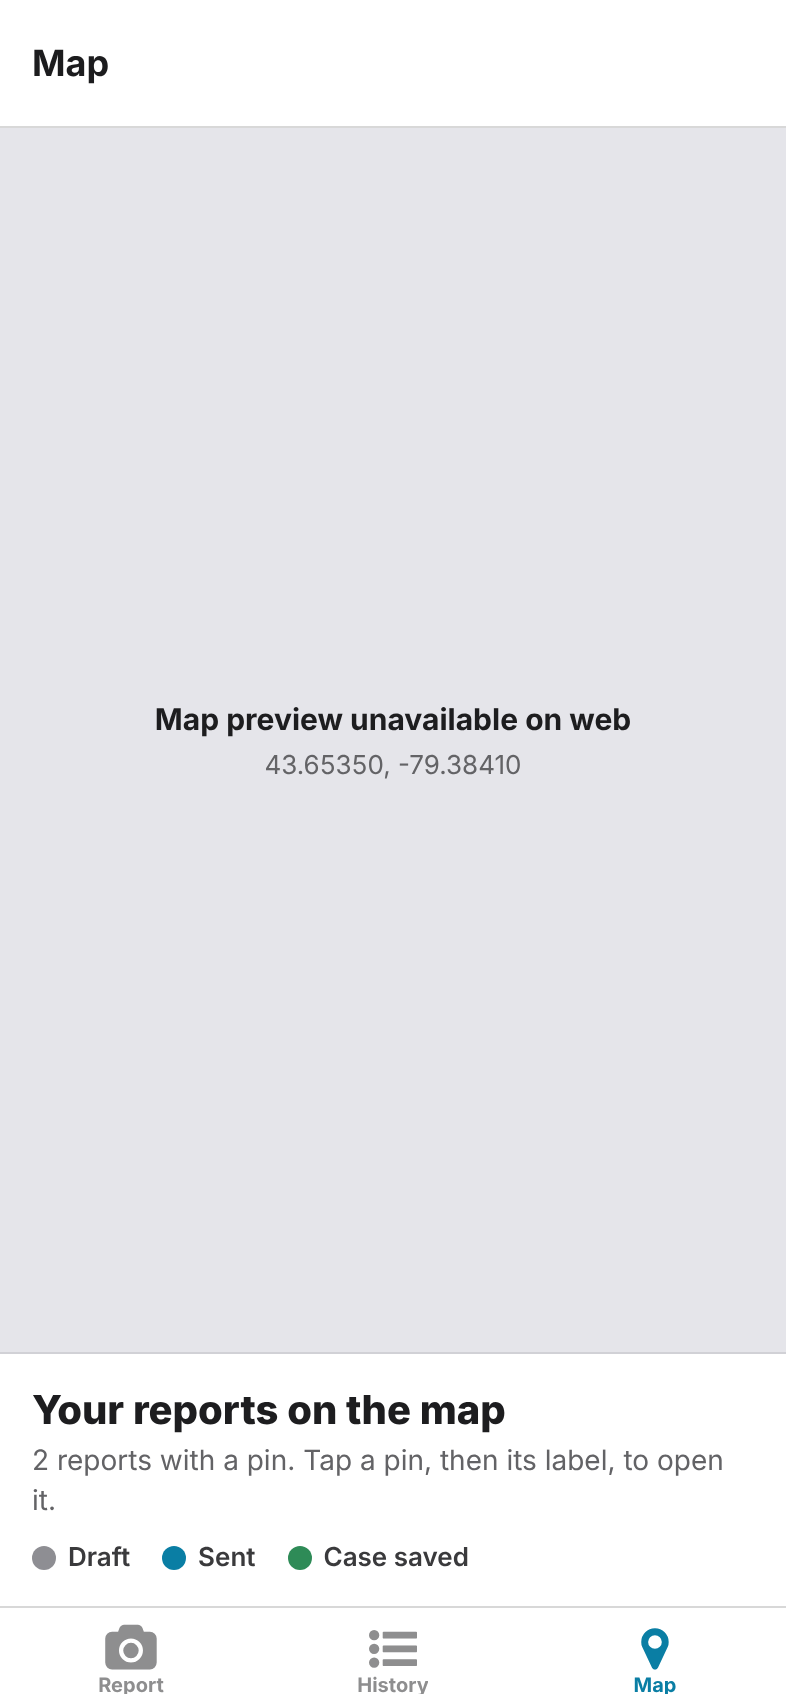 Map
Map preview unavailable on web
43.65350, -79.38410
Your reports on the map
2 reports with a pin. Tap a pin, then its label, to open
it.
Draft Sent Case saved
Report History Map